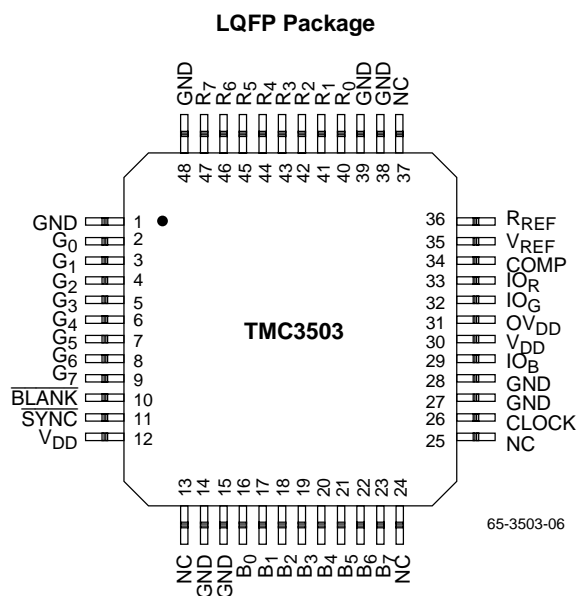 LQFP Package
GND R7 R6 R5 R4 R3 R2 R1 R0 GND GND NC
48 47 46 45 44 43 42 41 40 39 38 37
GND 1 36 RREF
G0 2 35 VREF
G1 3 34 COMP
G2 4 33 IOR
G3 5 32 IOG
G4 6 31 OVDD
G5 7 TMC3503 30 VDD
G6 8 29 IOB
G7 9 28 GND
BLANK 10 27 GND
SYNC 11 26 CLOCK
VDD 12 25 NC
13 14 15 16 17 18 19 20 21 22 23 24
NC GND GND B0 B1 B2 B3 B4 B5 B6 B7 NC
65-3503-06